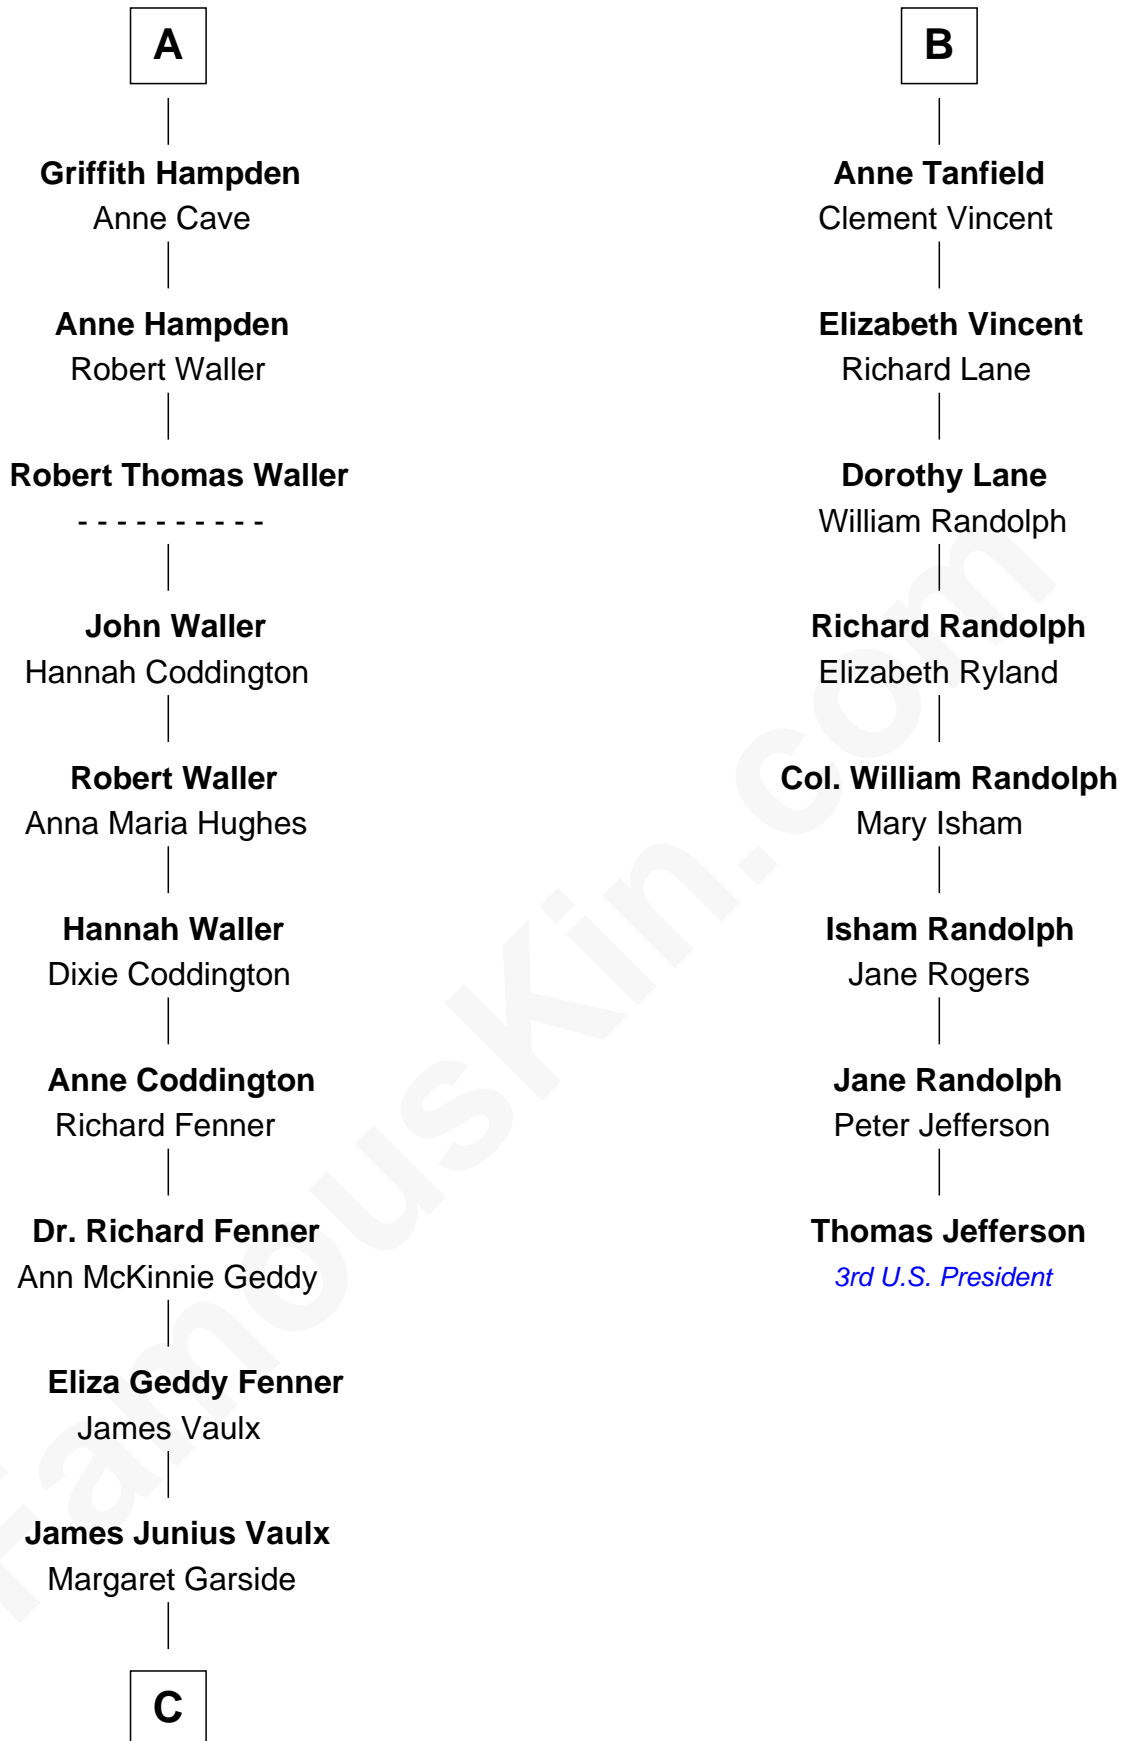 A
Griffith Hampden
Anne Cave
Anne Hampden
Robert Waller
Robert Thomas Waller
- - - - - - - - - -
John Waller
Hannah Coddington
Robert Waller
Anna Maria Hughes
Hannah Waller
Dixie Coddington
Anne Coddington
Richard Fenner
Dr. Richard Fenner
Ann McKinnie Geddy
Eliza Geddy Fenner
James Vaulx
James Junius Vaulx
Margaret Garside
C
B
Anne Tanfield
Clement Vincent
Elizabeth Vincent
Richard Lane
Dorothy Lane
William Randolph
Richard Randolph
Elizabeth Ryland
Col. William Randolph
Mary Isham
Isham Randolph
Jane Rogers
Jane Randolph
Peter Jefferson
Thomas Jefferson
3rd U.S. President
FamousKin.com